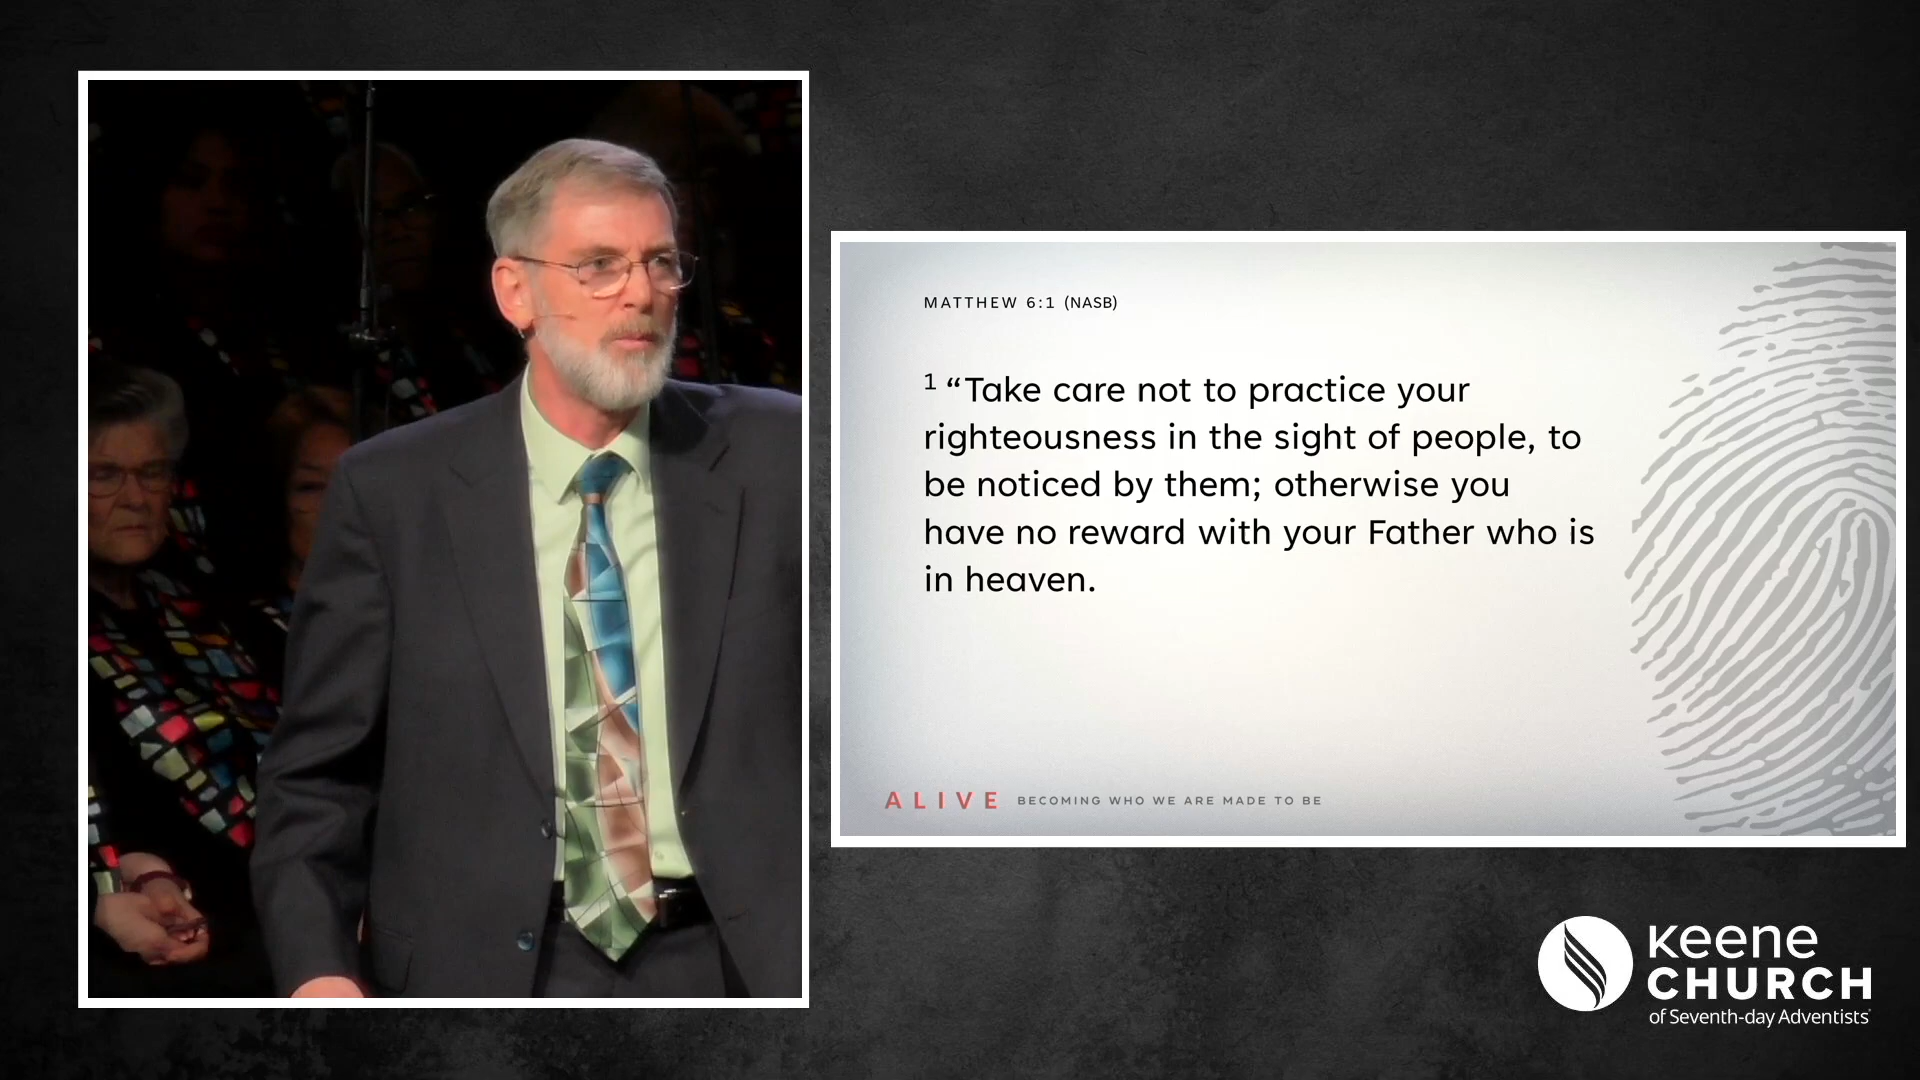 MATTHEW 6:1 (NASB)
1 “Take care not to practice your
righteousness in the sight of people, to
be noticed by them; otherwise you
have no reward with your Father who is
in heaven.
ALIVE BECOMING WHO WE ARE MADE TO BE
Keene
CHURCH
of Seventh-day Adventists